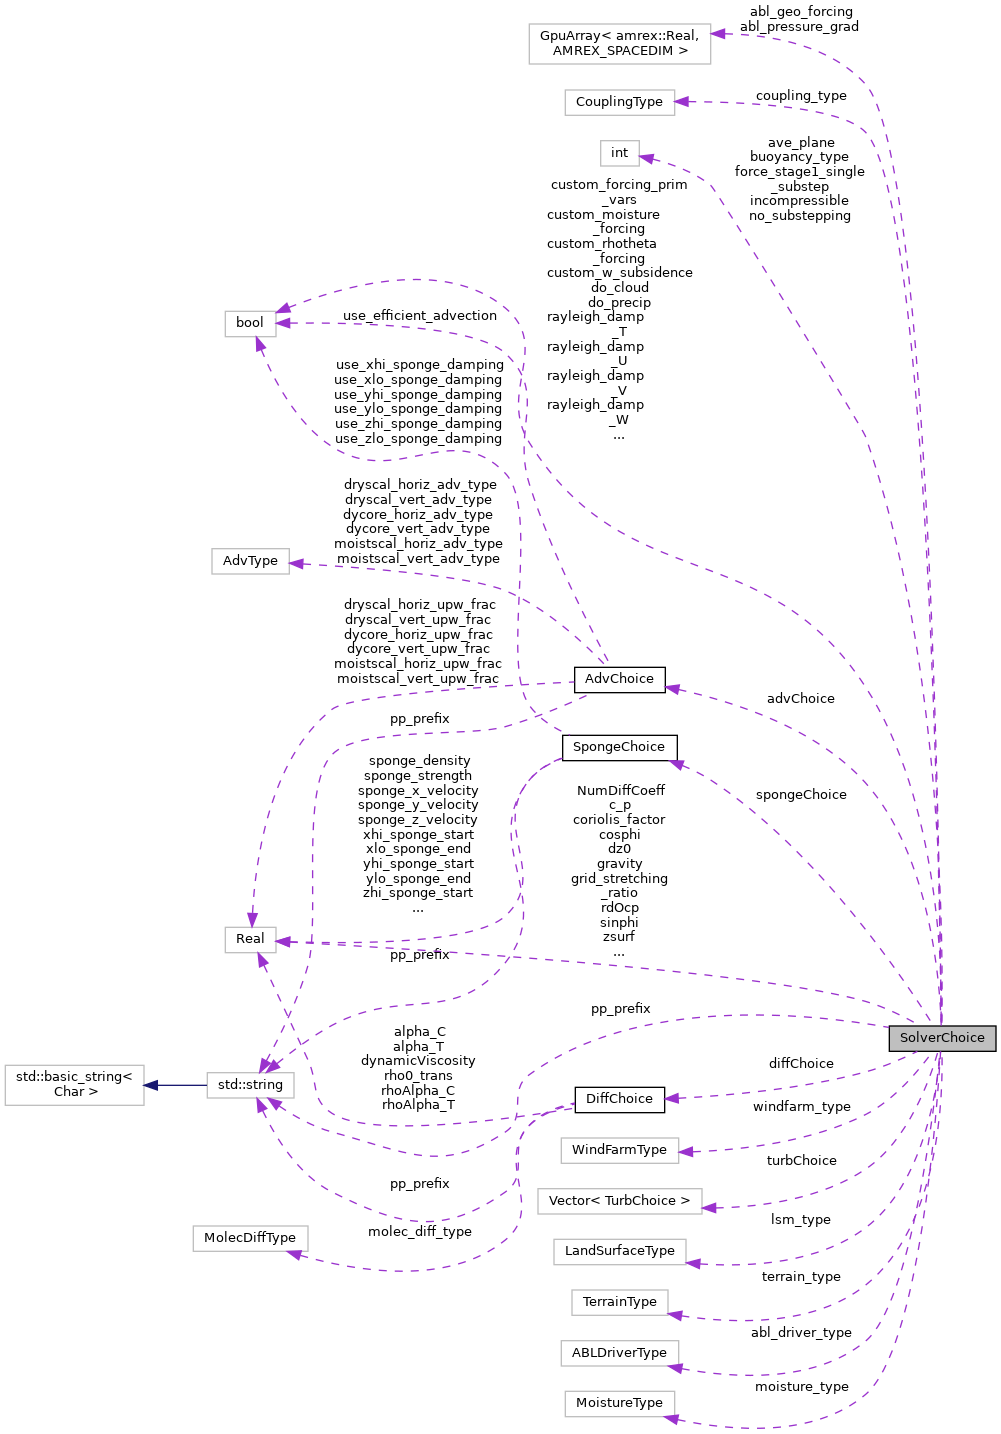 abl_geo_forcing
abl_pressure_grad
GpuArray< amrex::Real,
AMREX_SPACEDIM >
coupling_type
CouplingType
ave_plane
buoyancy_type
force_stage1_single
_substep
incompressible
no_substepping
int
custom_forcing_prim
_vars
custom_moisture
_forcing
custom_rhotheta
_forcing
custom_w_subsidence
do_cloud
do_precip
rayleigh_damp
_T
rayleigh_damp
_U
rayleigh_damp
_V
rayleigh_damp
_W
...
bool
use_efficient_advection
use_xhi_sponge_damping
use_xlo_sponge_damping
use_yhi_sponge_damping
use_ylo_sponge_damping
use_zhi_sponge_damping
use_zlo_sponge_damping
dryscal_horiz_adv_type
dryscal_vert_adv_type
dycore_horiz_adv_type
dycore_vert_adv_type
moistscal_horiz_adv_type
moistscal_vert_adv_type
AdvType
dryscal_horiz_upw_frac
dryscal_vert_upw_frac
dycore_horiz_upw_frac
dycore_vert_upw_frac
moistscal_horiz_upw_frac
moistscal_vert_upw_frac
AdvChoice
advChoice
pp_prefix
SpongeChoice
spongeChoice
sponge_density
sponge_strength
sponge_x_velocity
sponge_y_velocity
sponge_z_velocity
xhi_sponge_start
xlo_sponge_end
yhi_sponge_start
ylo_sponge_end
zhi_sponge_start
...
NumDiffCoeff
c_p
coriolis_factor
cosphi
dz0
gravity
grid_stretching
_ratio
rdOcp
sinphi
zsurf
...
Real
pp_prefix
pp_prefix
SolverChoice
alpha_C
alpha_T
dynamicViscosity
rho0_trans
rhoAlpha_C
rhoAlpha_T
diffChoice
std::basic_string<
Char >
std::string
DiffChoice
windfarm_type
WindFarmType
turbChoice
pp_prefix
Vector< TurbChoice >
lsm_type
molec_diff_type
MolecDiffType
LandSurfaceType
terrain_type
TerrainType
abl_driver_type
ABLDriverType
moisture_type
MoistureType